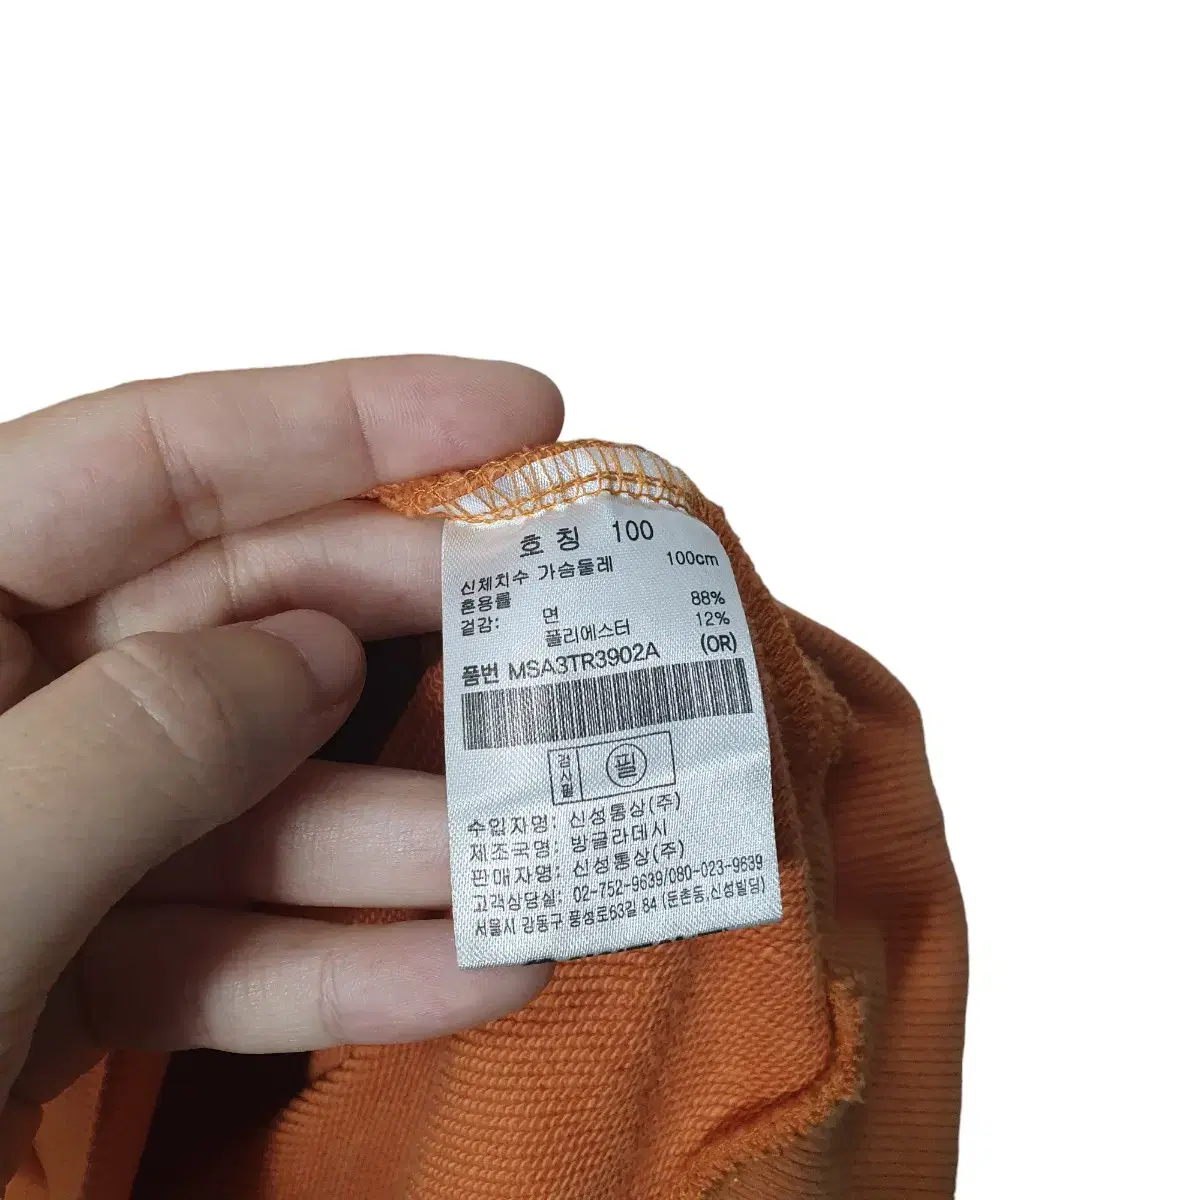 호칭 100
신체치수 가슴둘레 100cm
혼용률
겉감: 면 88%
폴리에스터 12%
품번 MSA3TR3902A (OR)
검사필 필
수입자명: 신성통상(주)
제조국명: 방글라데시
판매자명: 신성통상(주)
고객상담실: 02-752-9639/080-023-9639
서울시 강동구 풍성로63길 84 (둔촌동,신성빌딩)